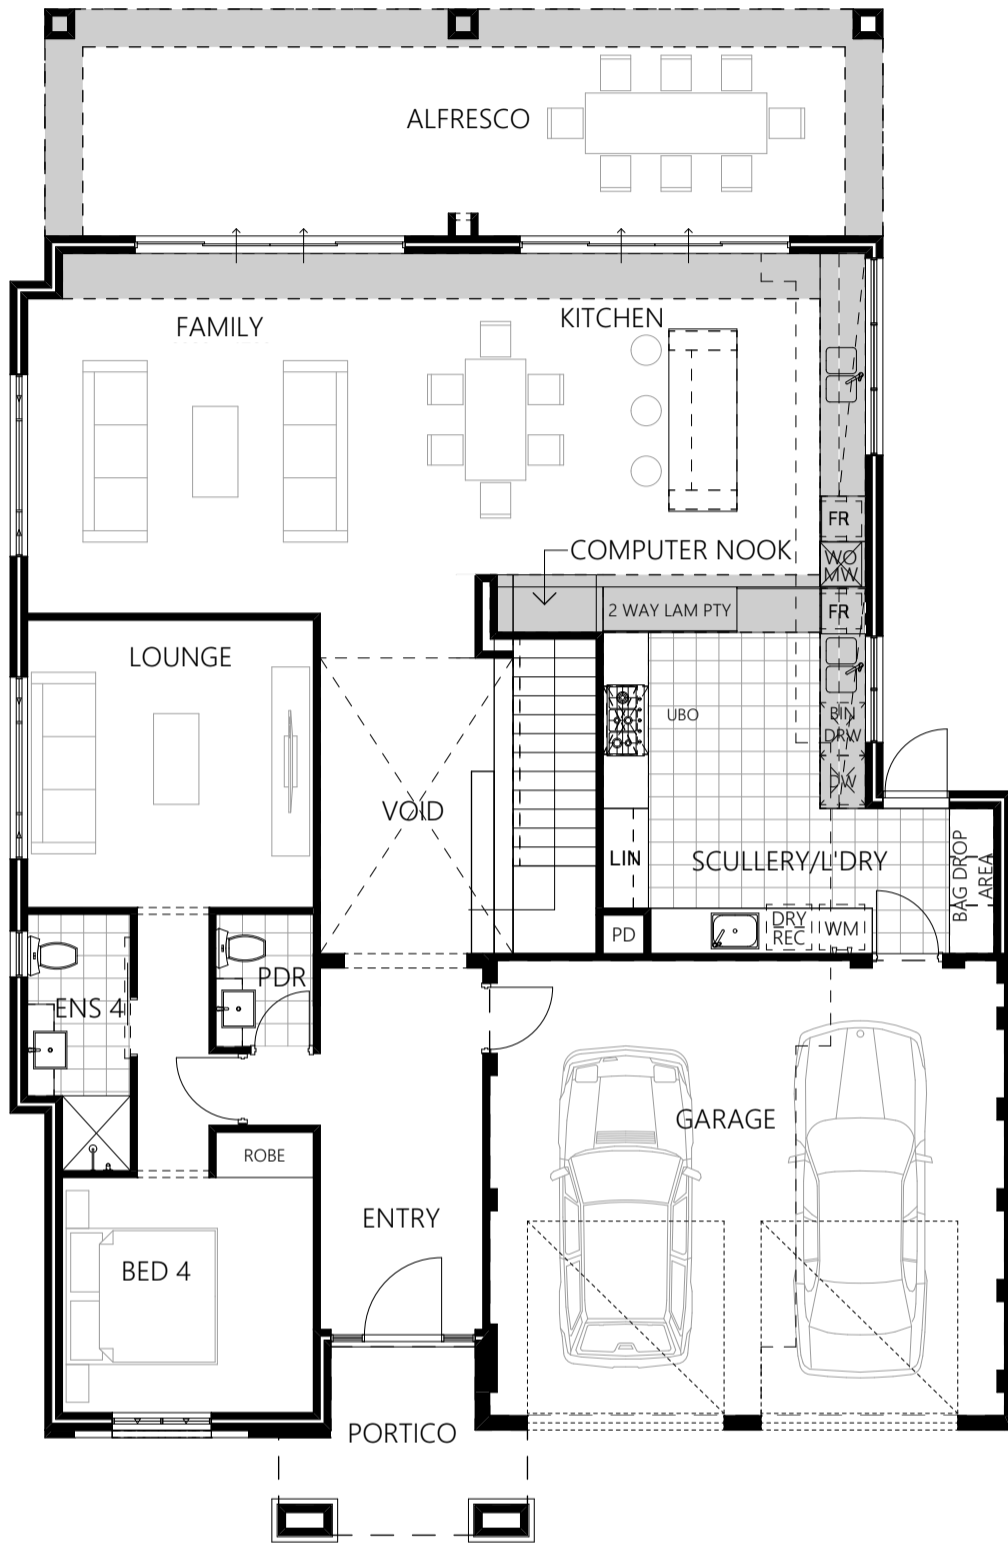 ALFRESCO
FAMILY
KITCHEN
FR
COMPUTER NOOK
WO
MW
2 WAY LAM PTY
FR
LOUNGE
UBO
BIN
DRW
DW
VOID
LIN
SCULLERY/L'DRY
BAG DROP
AREA
PD
DRY
REC
WM
PDR
ENS 4
GARAGE
ROBE
ENTRY
BED 4
PORTICO